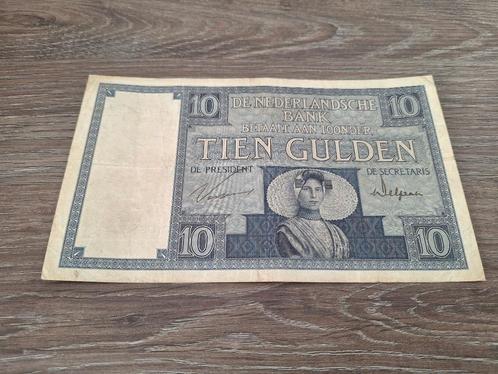 10 DE NEDERLANDSCHE 10
BANK
BETAALT AAN TOONDER
TIEN GULDEN
DE PRESIDENT DE SECRETARIS
10 10